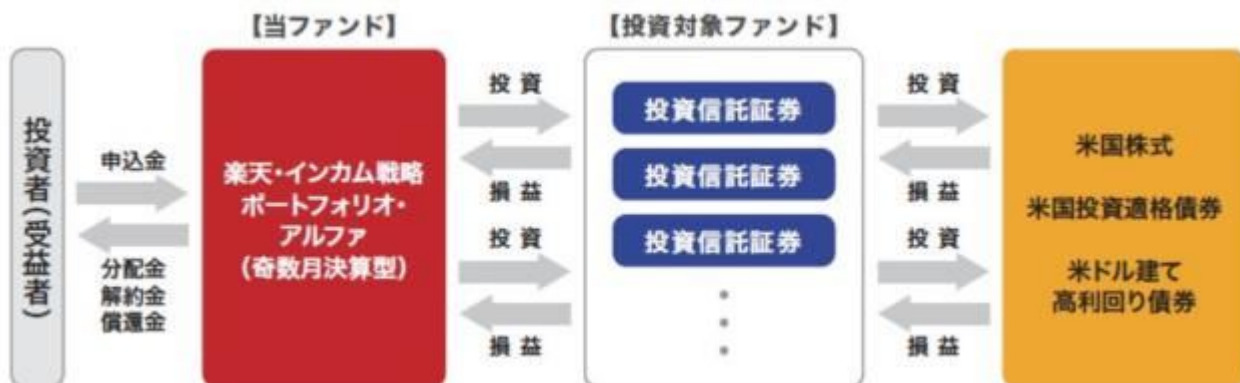 【当ファンド】
【投資対象ファンド】
投資者(受益者)
申込金
分配金
解約金
償還金
楽天・インカム戦略
ポートフォリオ・
アルファ
(奇数月決算型)
投資
損益
投資
損益
投資信託証券
投資信託証券
投資信託証券
投資
損益
投資
損益
米国株式
米国投資適格債券
米ドル建て
高利回り債券